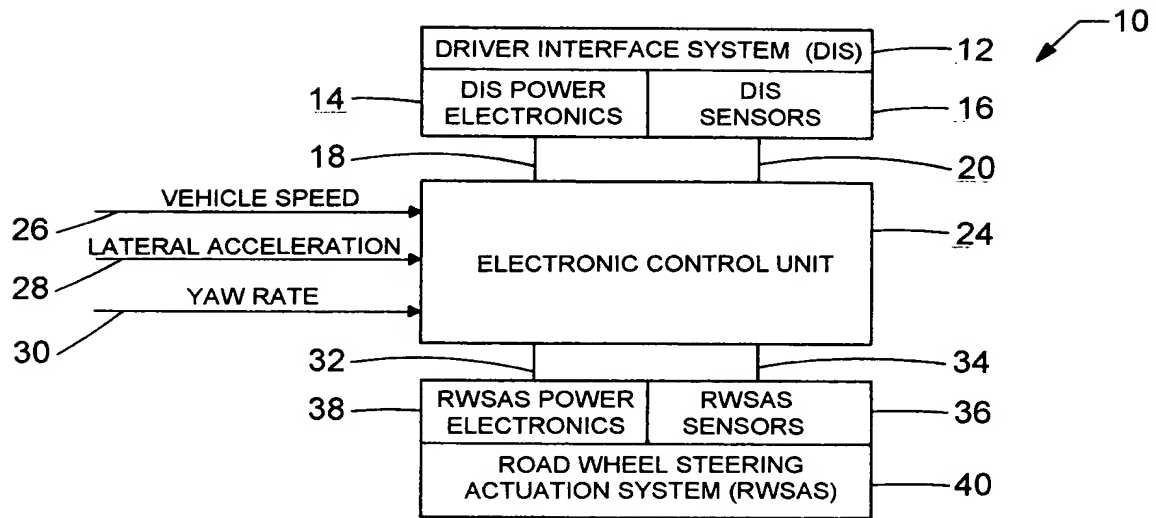 10
DRIVER INTERFACE SYSTEM (DIS)
12
14
DIS POWER
ELECTRONICS
DIS
SENSORS
16
18
20
VEHICLE SPEED
26
24
LATERAL ACCELERATION
28
ELECTRONIC CONTROL UNIT
YAW RATE
30
32
34
38
RWSAS POWER
ELECTRONICS
RWSAS
SENSORS
36
ROAD WHEEL STEERING
ACTUATION SYSTEM (RWSAS)
40